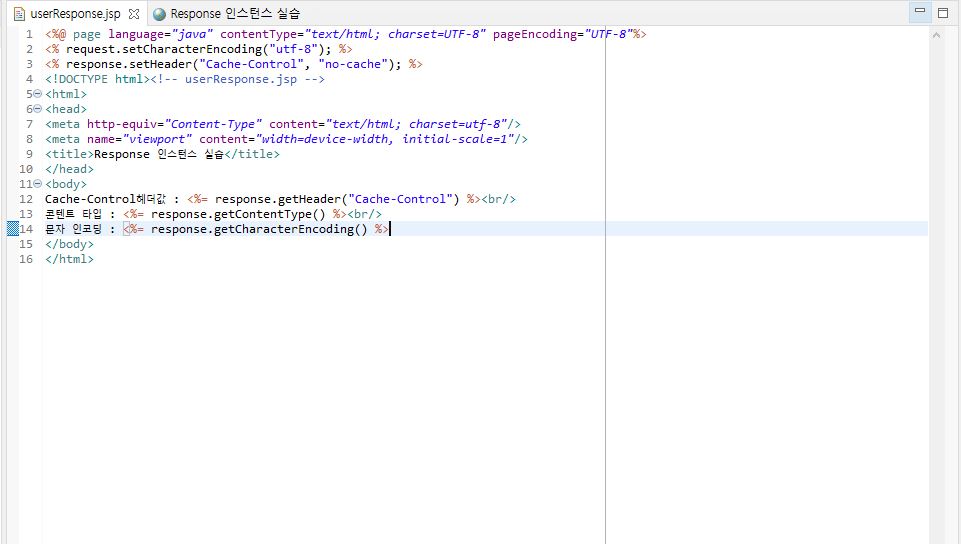 userResponse.jsp Response 인스턴스 실습
1 <%@ page language="java" contentType="text/html; charset=UTF-8" pageEncoding="UTF-8"%>
2 <% request.setCharacterEncoding("utf-8"); %>
3 <% response.setHeader("Cache-Control", "no-cache"); %>
4 <!DOCTYPE html><!-- userResponse.jsp -->
5 <html>
6 <head>
7 <meta http-equiv="Content-Type" content="text/html; charset=utf-8"/>
8 <meta name="viewport" content="width=device-width, initial-scale=1"/>
9 <title>Response 인스턴스 실습</title>
10 </head>
11 <body>
12 Cache-Control헤더값 : <%= response.getHeader("Cache-Control") %><br/>
13 콘텐트 타입 : <%= response.getContentType() %><br/>
14 문자 인코딩 : <%= response.getCharacterEncoding() %>
15 </body>
16 </html>